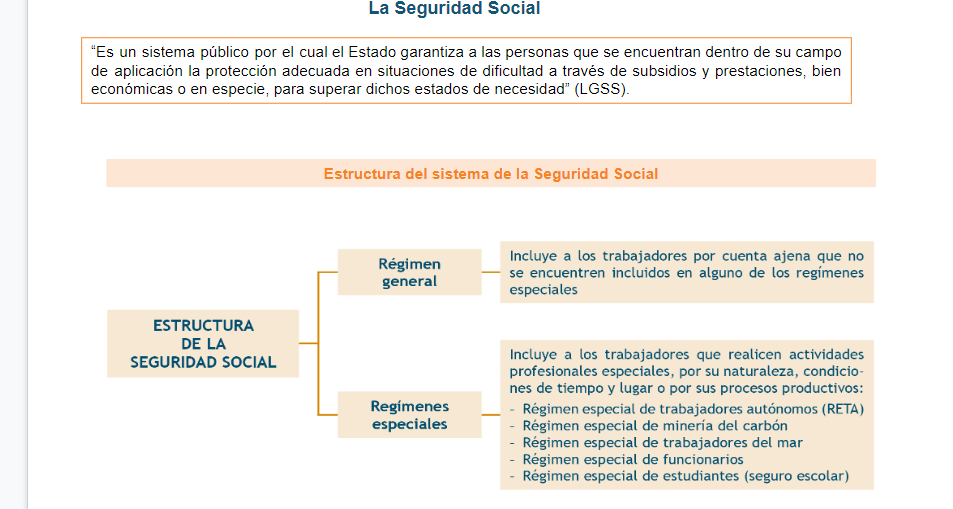 La Seguridad Social
“Es un sistema público por el cual el Estado garantiza a las personas que se encuentran dentro de su campo
de aplicación la protección adecuada en situaciones de dificultad a través de subsidios y prestaciones, bien
económicas o en especie, para superar dichos estados de necesidad” (LGSS).
Estructura del sistema de la Seguridad Social
ESTRUCTURA
DE LA
SEGURIDAD SOCIAL
Régimen
general
Incluye a los trabajadores por cuenta ajena que no
se encuentren incluidos en alguno de los regímenes
especiales
Regímenes
especiales
Incluye a los trabajadores que realicen actividades
profesionales especiales, por su naturaleza, condicio-
nes de tiempo y lugar o por sus procesos productivos:
- Régimen especial de trabajadores autónomos (RETA)
- Régimen especial de minería del carbón
- Régimen especial de trabajadores del mar
- Régimen especial de funcionarios
- Régimen especial de estudiantes (seguro escolar)